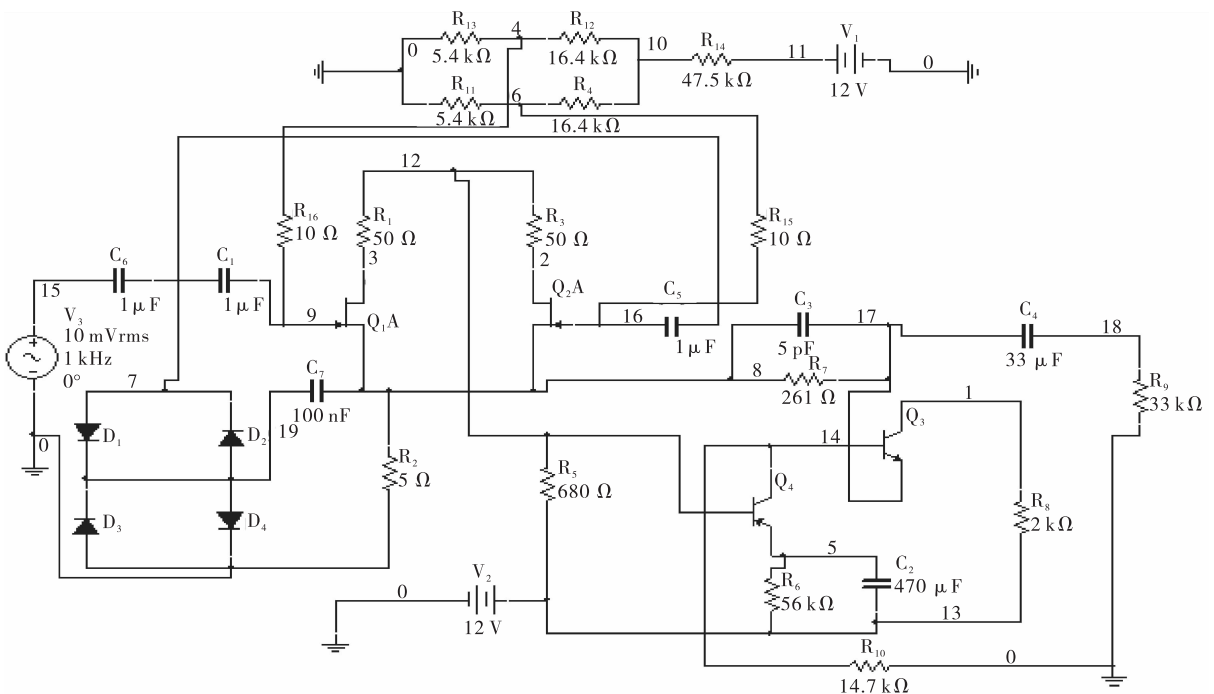 R₁₃
5.4 kΩ
4
R₁₂
16.4 kΩ
0
10
R₁₄
47.5 kΩ
11
V₁
12 V
0
R₁₁
5.4 kΩ
6
R₄
16.4 kΩ
12
R₁₆
10 Ω
R₁
50 Ω
3
R₃
50 Ω
2
R₁₅
10 Ω
C₆
1 μF
C₁
1 μF
15
V₃
10 mVrms
1 kHz
0°
9
Q₁A
Q₂A
16
C₅
1 μF
C₃
5 pF
17
C₄
33 μF
18
7
C₇
100 nF
8
R₇
261 Ω
R₉
33 kΩ
D₁
D₂
19
0
D₃
D₄
R₂
5 Ω
R₅
680 Ω
Q₃
1
14
Q₄
R₈
2 kΩ
5
C₂
470 μF
R₆
56 kΩ
13
0
V₂
12 V
R₁₀
14.7 kΩ
0